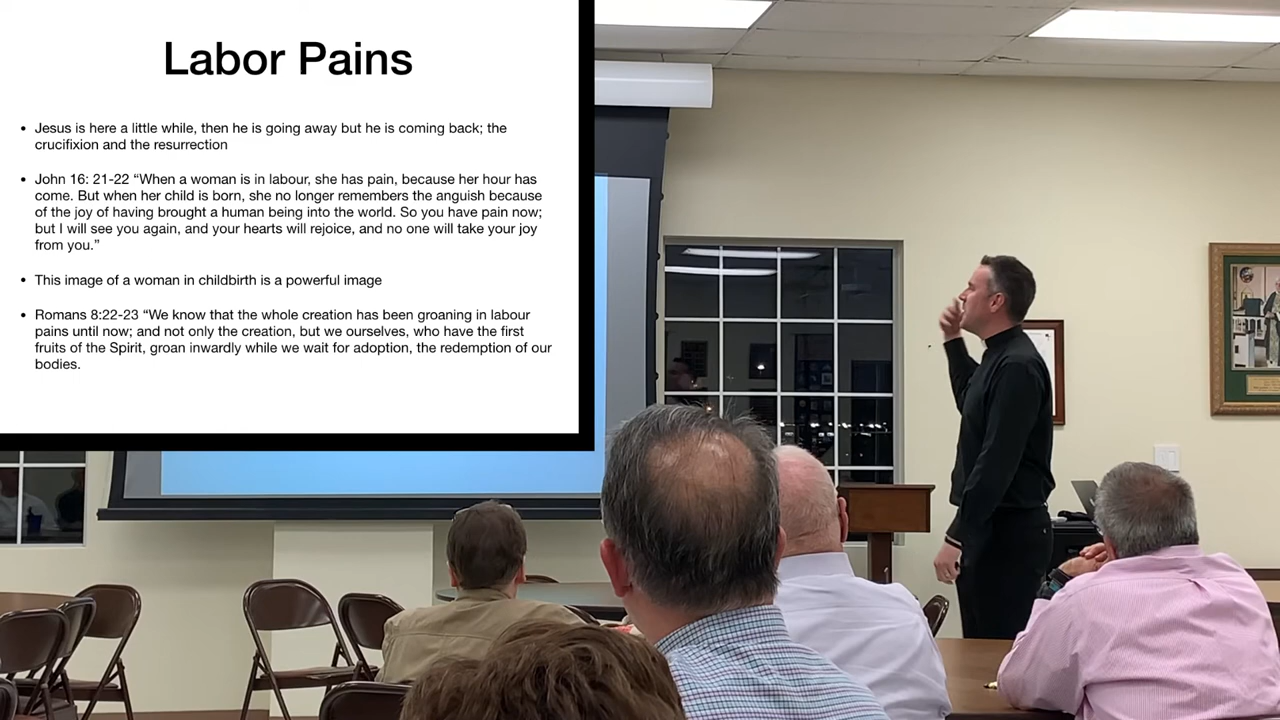 Labor Pains
• Jesus is here a little while, then he is going away but he is coming back; the
crucifixion and the resurrection
• John 16: 21-22 “When a woman is in labour, she has pain, because her hour has
come. But when her child is born, she no longer remembers the anguish because
of the joy of having brought a human being into the world. So you have pain now;
but I will see you again, and your hearts will rejoice, and no one will take your joy
from you.”
• This image of a woman in childbirth is a powerful image
• Romans 8:22-23 “We know that the whole creation has been groaning in labour
pains until now; and not only the creation, but we ourselves, who have the first
fruits of the Spirit, groan inwardly while we wait for adoption, the redemption of our
bodies.